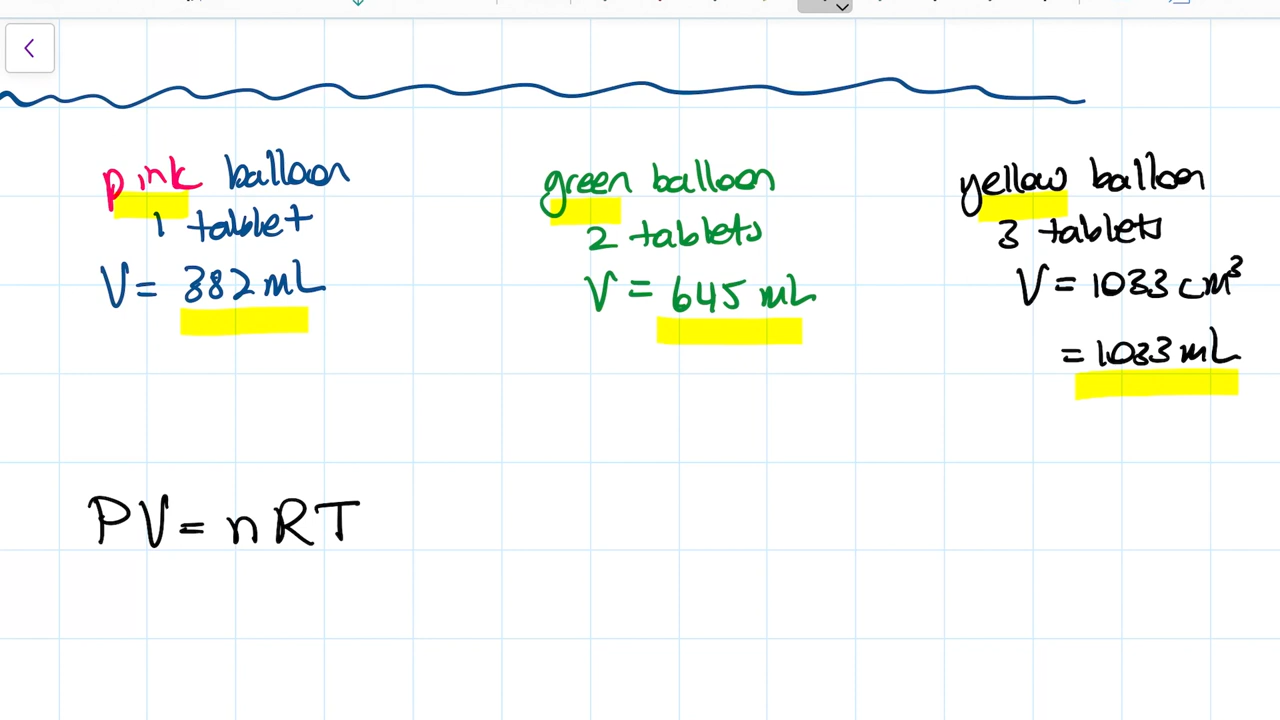 pink balloon
1 tablet
V = 382 mL
green balloon
2 tablets
V = 645 mL
yellow balloon
3 tablets
V = 1033 cm³
= 1033 mL
PV = nRT